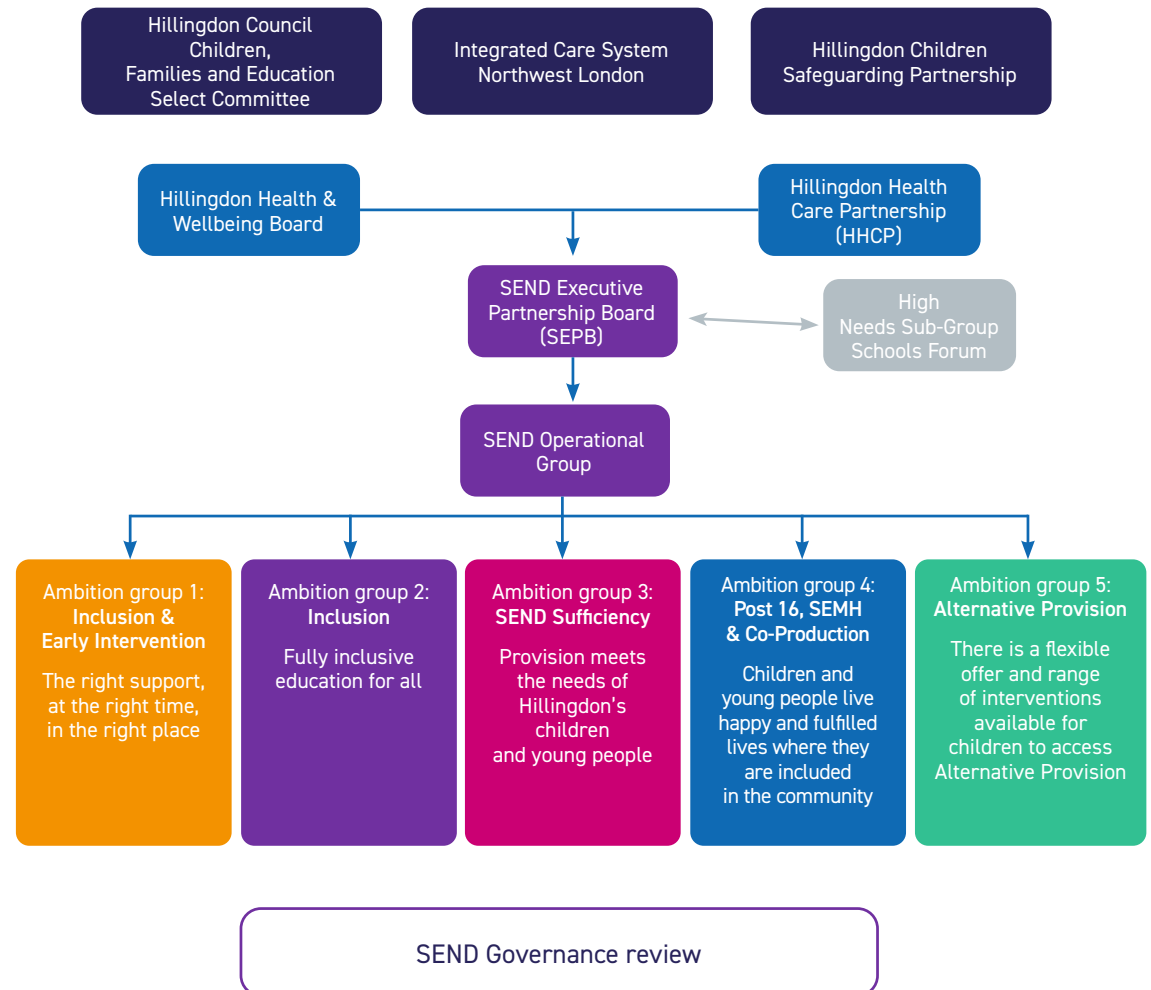 Hillingdon Council
Children,
Families and Education
Select Committee
Integrated Care System
Northwest London
Hillingdon Children
Safeguarding Partnership
Hillingdon Health &
Wellbeing Board
Hillingdon Health
Care Partnership
(HHCP)
SEND Executive
Partnership Board
(SEPB)
High
Needs Sub-Group
Schools Forum
SEND Operational
Group
Ambition group 1:
Inclusion &
Early Intervention
The right support,
at the right time,
in the right place
Ambition group 2:
Inclusion
Fully inclusive
education for all
Ambition group 3:
SEND Sufficiency
Provision meets
the needs of
Hillingdon’s
children
and young people
Ambition group 4:
Post 16, SEMH
& Co-Production
Children and
young people live
happy and fulfilled
lives where they
are included
in the community
Ambition group 5:
Alternative Provision
There is a flexible
offer and range
of interventions
available for
children to access
Alternative Provision
SEND Governance review